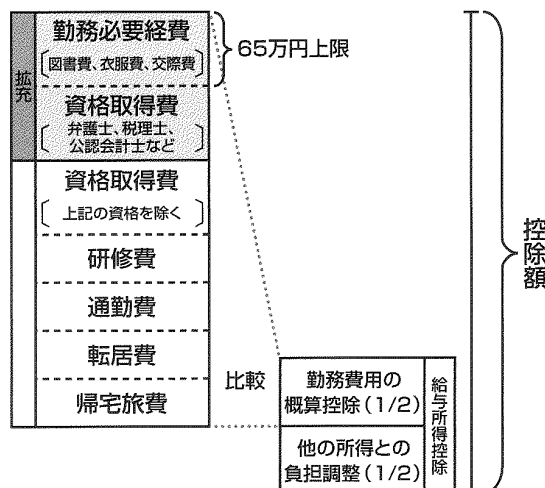 拡充
勤務必要経費
〔図書費、衣服費、交際費〕
65万円上限
資格取得費
〔弁護士、税理士、
公認会計士など〕
資格取得費
〔上記の資格を除く〕
研修費
通勤費
転居費
帰宅旅費
比較
勤務費用の
概算控除(1/2)
他の所得との
負担調整(1/2)
給与所得控除
控除額